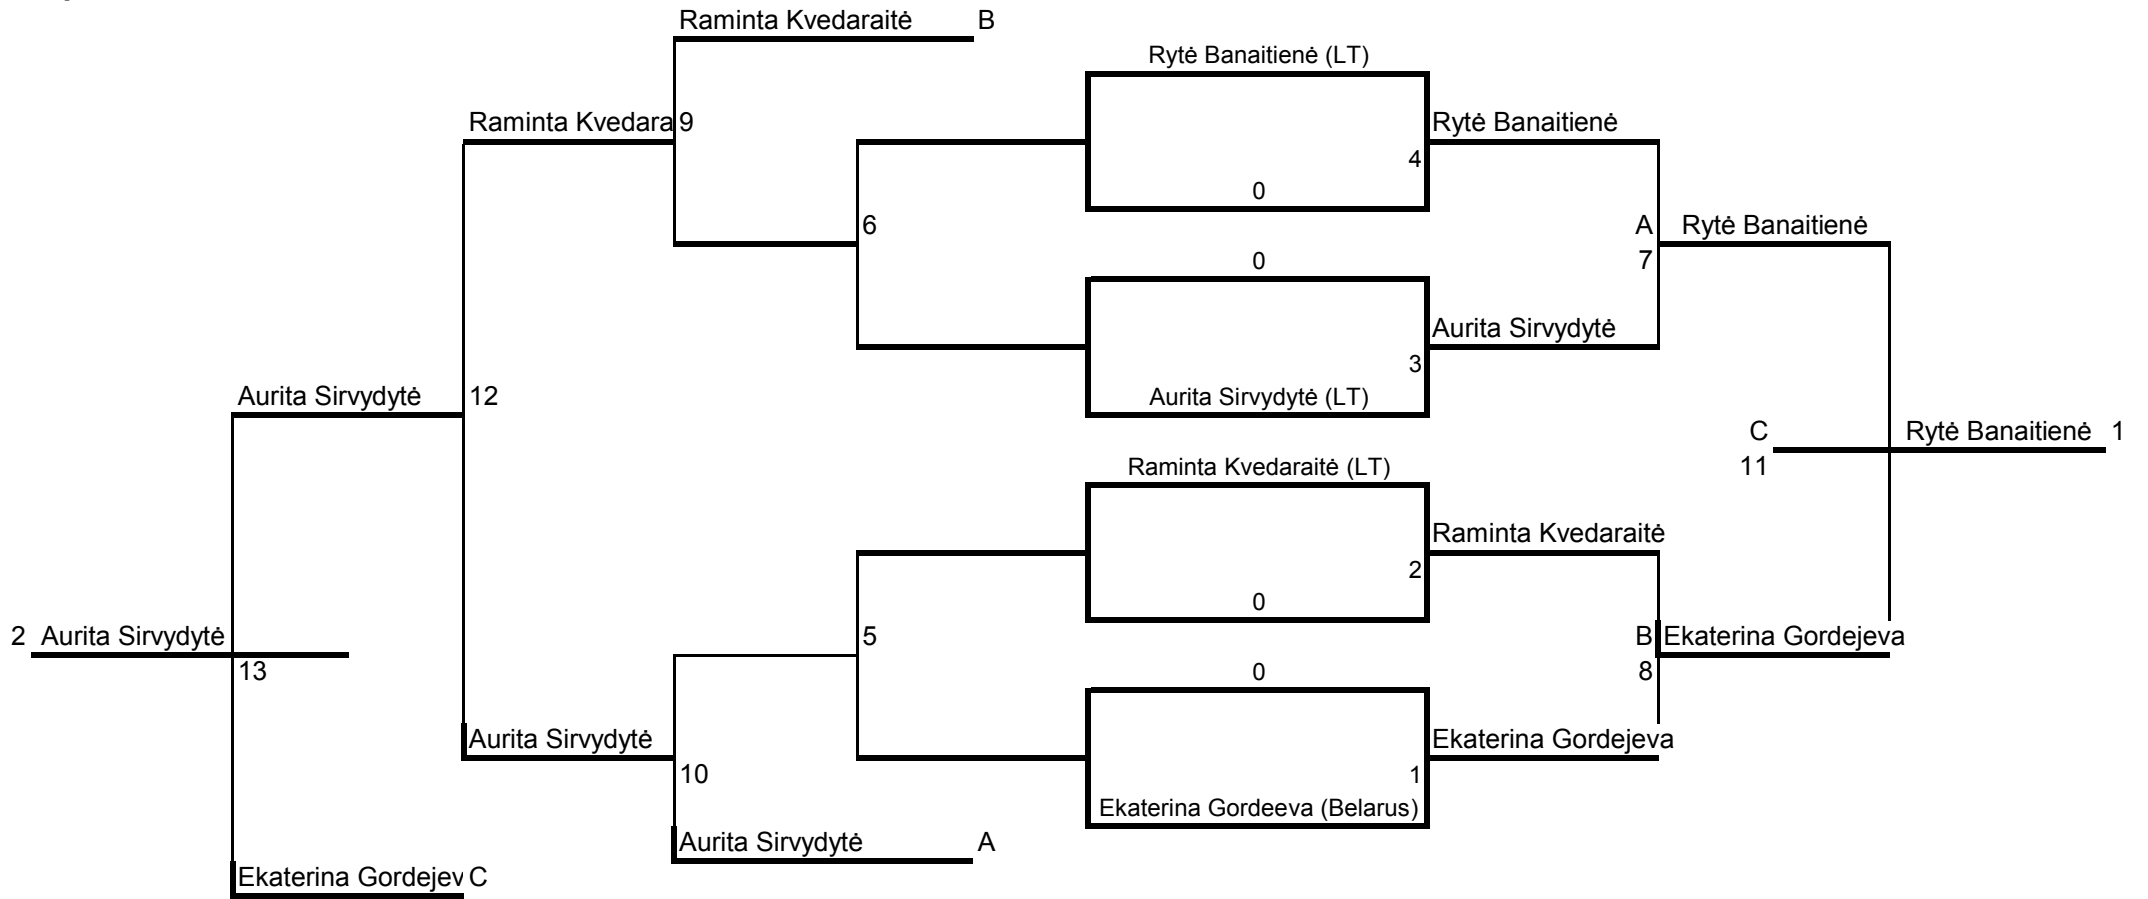 Raminta Kvedaraitė B
Rytė Banaitienė (LT)
Raminta Kvedara 9
Rytė Banaitienė
4
0
6
A
Rytė Banaitienė
0
7
Aurita Sirvydytė
3
Aurita Sirvydytė
12
Aurita Sirvydytė (LT)
C
Rytė Banaitienė 1
11
Raminta Kvedaraitė (LT)
Raminta Kvedaraitė
2
0
2 Aurita Sirvydytė
5
B
Ekaterina Gordejeva
13
0
8
Aurita Sirvydytė
Ekaterina Gordejeva
10
1
Ekaterina Gordeeva (Belarus)
Aurita Sirvydytė A
Ekaterina Gordejev C